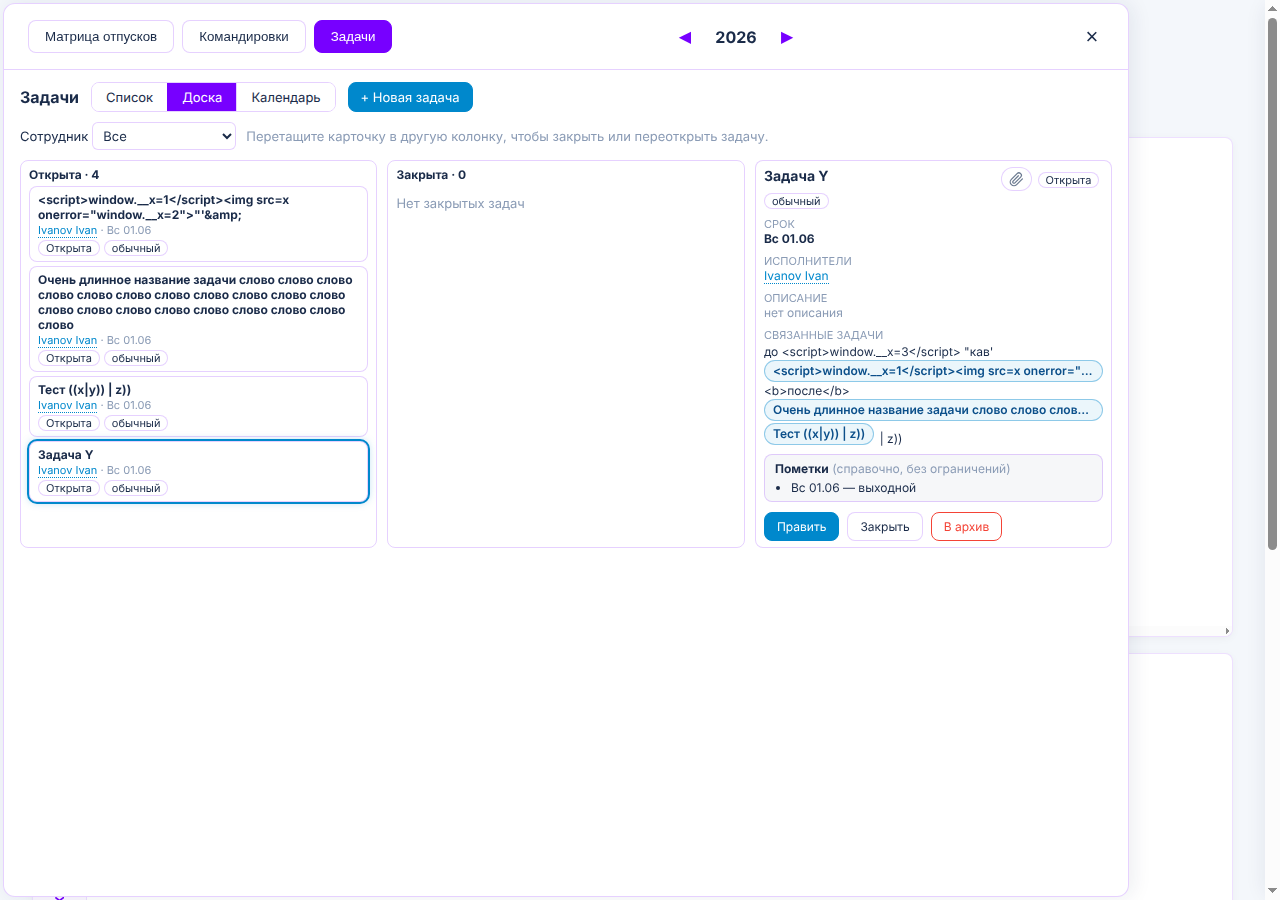 Матрица отпусков Командировки Задачи ◀ 2026 ▶ ✕
Задачи Список Доска Календарь + Новая задача
Сотрудник Все Перетащите карточку в другую колонку, чтобы закрыть или переоткрыть задачу.
Открыта · 4
<script>window.__x=1</script><img src=x
onerror="window.__x=2">"'&amp;
Ivanov Ivan · Вс 01.06
Открыта обычный
Очень длинное название задачи слово слово слово
слово слово слово слово слово слово слово слово
слово слово слово слово слово слово слово слово
слово
Ivanov Ivan · Вс 01.06
Открыта обычный
Тест ((x|y)) | z))
Ivanov Ivan · Вс 01.06
Открыта обычный
Задача Y
Ivanov Ivan · Вс 01.06
Открыта обычный
Закрыта · 0
Нет закрытых задач
Задача Y Открыта
обычный
СРОК
Вс 01.06
ИСПОЛНИТЕЛИ
Ivanov Ivan
ОПИСАНИЕ
нет описания
СВЯЗАННЫЕ ЗАДАЧИ
до <script>window.__x=3</script> "кав'
<script>window.__x=1</script><img src=x onerror="...
<b>после</b>
Очень длинное название задачи слово слово слов...
Тест ((x|y)) | z)) | z))
Пометки (справочно, без ограничений)
• Вс 01.06 — выходной
Править Закрыть В архив